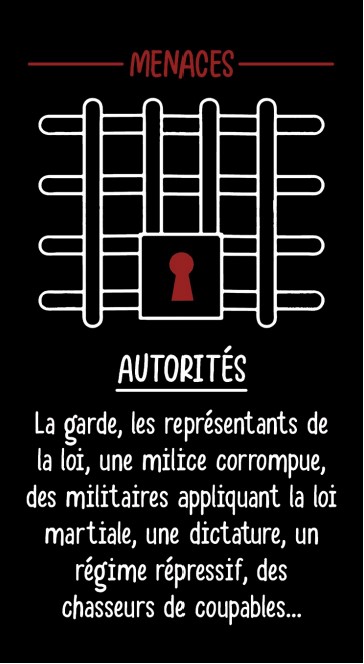 MENACES
AUTORITÉS
La garde, les représentants de
la loi, une milice corrompue,
des militaires appliquant la loi
martiale, une dictature, un
régime répressif, des
chasseurs de coupables...